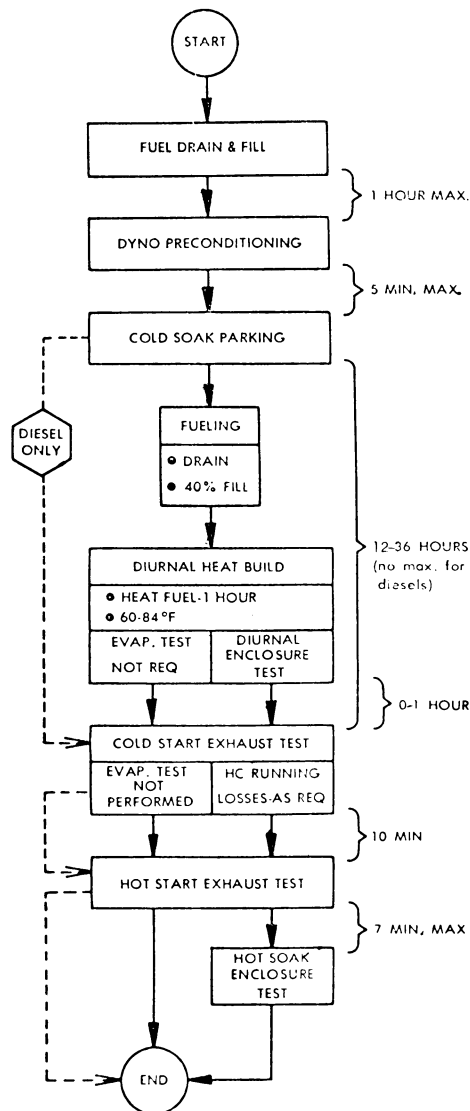 START
FUEL DRAIN & FILL
1 HOUR MAX.
DYNO PRECONDITIONING
5 MIN. MAX.
COLD SOAK PARKING
DIESEL
ONLY
FUELING
DRAIN
40% FILL
12-36 HOURS
(no max. for
diesels)
DIURNAL HEAT BUILD
HEAT FUEL-1 HOUR
60-84°F
EVAP. TEST
NOT REQ
DIURNAL
ENCLOSURE
TEST
0-1 HOUR
COLD START EXHAUST TEST
EVAP. TEST
NOT
PERFORMED
HC RUNNING
LOSSES-AS REQ
10 MIN
HOT START EXHAUST TEST
7 MIN. MAX
HOT SOAK
ENCLOSURE
TEST
END